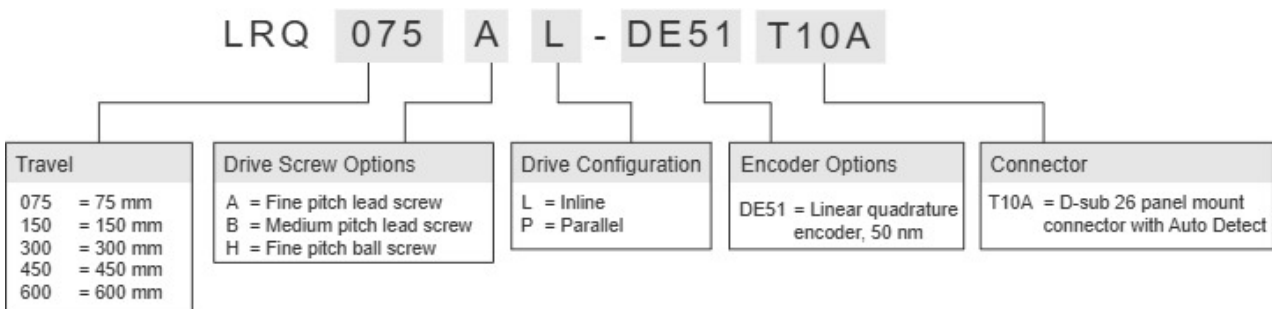 LRQ 075 A L - DE51 T10A
Travel
075 = 75 mm
150 = 150 mm
300 = 300 mm
450 = 450 mm
600 = 600 mm
Drive Screw Options
A = Fine pitch lead screw
B = Medium pitch lead screw
H = Fine pitch ball screw
Drive Configuration
L = Inline
P = Parallel
Encoder Options
DE51 = Linear quadrature
encoder, 50 nm
Connector
T10A = D-sub 26 panel mount
connector with Auto Detect